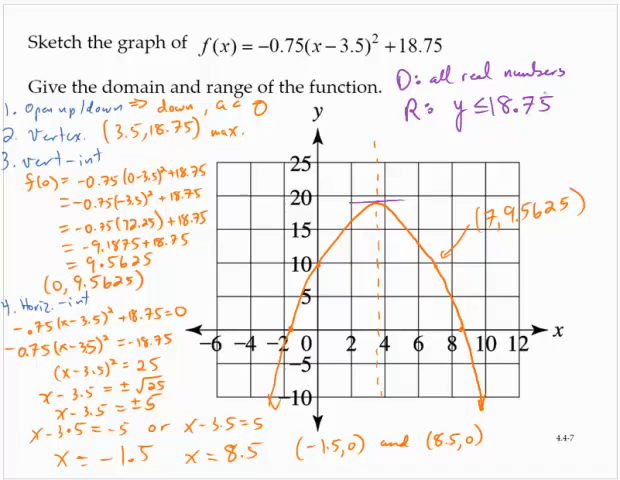 Sketch the graph of f(x) = −0.75(x − 3.5)² + 18.75
Give the domain and range of the function.
D: all real numbers
R: y ≤ 18.75
1. Open up/down ⇒ down, a < 0
2. Vertex. (3.5, 18.75) max.
3. vert-int
f(0) = -0.75(0-3.5)² + 18.75
= -0.75(-3.5)² + 18.75
= -0.75(12.25) + 18.75
= -9.1875 + 18.75
= 9.5625
(0, 9.5625)
4. Horiz.-int
-.75(x-3.5)² + 18.75 = 0
-0.75(x-3.5)² = -18.75
(x-3.5)² = 25
x - 3.5 = ± √25
x - 3.5 = ± 5
x - 3.5 = -5 or x - 3.5 = 5
x = -1.5 x = 8.5 (-1.5, 0) and (8.5, 0)
y
25
20
15
10
5
−6 −4 −2 0 2 4 6 8 10 12 x
−5
−10
(7, 9.5625)
4.4-7